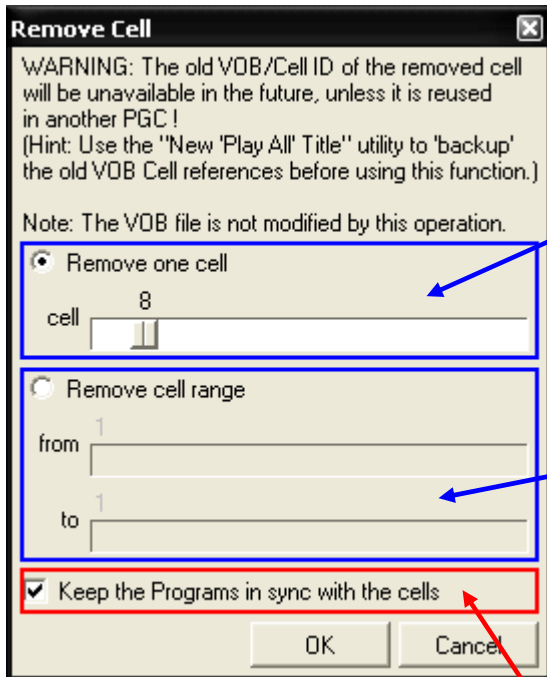 Remove Cell
WARNING: The old VOB/Cell ID of the removed cell
will be unavailable in the future, unless it is reused
in another PGC !
(Hint: Use the "New 'Play All' Title" utility to 'backup'
the old VOB Cell references before using this function.)
Note: The VOB file is not modified by this operation.
Remove one cell
8
cell
Remove cell range
1
from
1
to
Keep the Programs in sync with the cells
OK Cancel